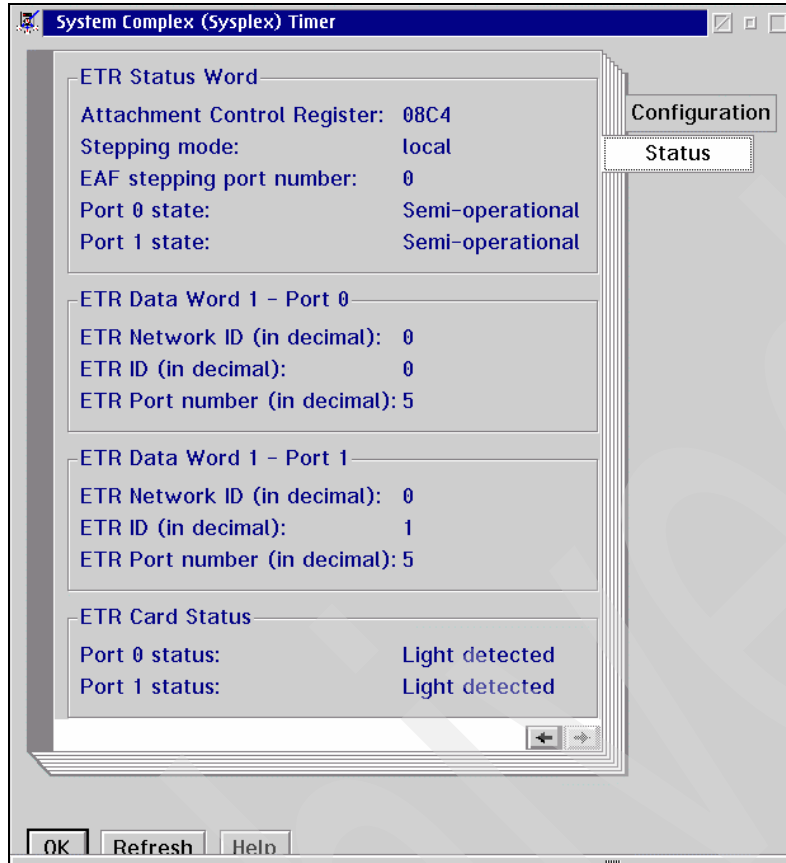 System Complex (Sysplex) Timer
ETR Status Word
Attachment Control Register: 08C4
Stepping mode: local
EAF stepping port number: 0
Port 0 state: Semi-operational
Port 1 state: Semi-operational
ETR Data Word 1 - Port 0
ETR Network ID (in decimal): 0
ETR ID (in decimal): 0
ETR Port number (in decimal): 5
ETR Data Word 1 - Port 1
ETR Network ID (in decimal): 0
ETR ID (in decimal): 1
ETR Port number (in decimal): 5
ETR Card Status
Port 0 status: Light detected
Port 1 status: Light detected
Configuration
Status
OK Refresh Help